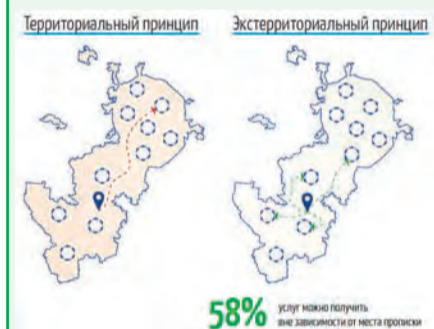 Территориальный принцип
Экстерриториальный принцип
58%
услуг можно получить
вне зависимости от места прописки